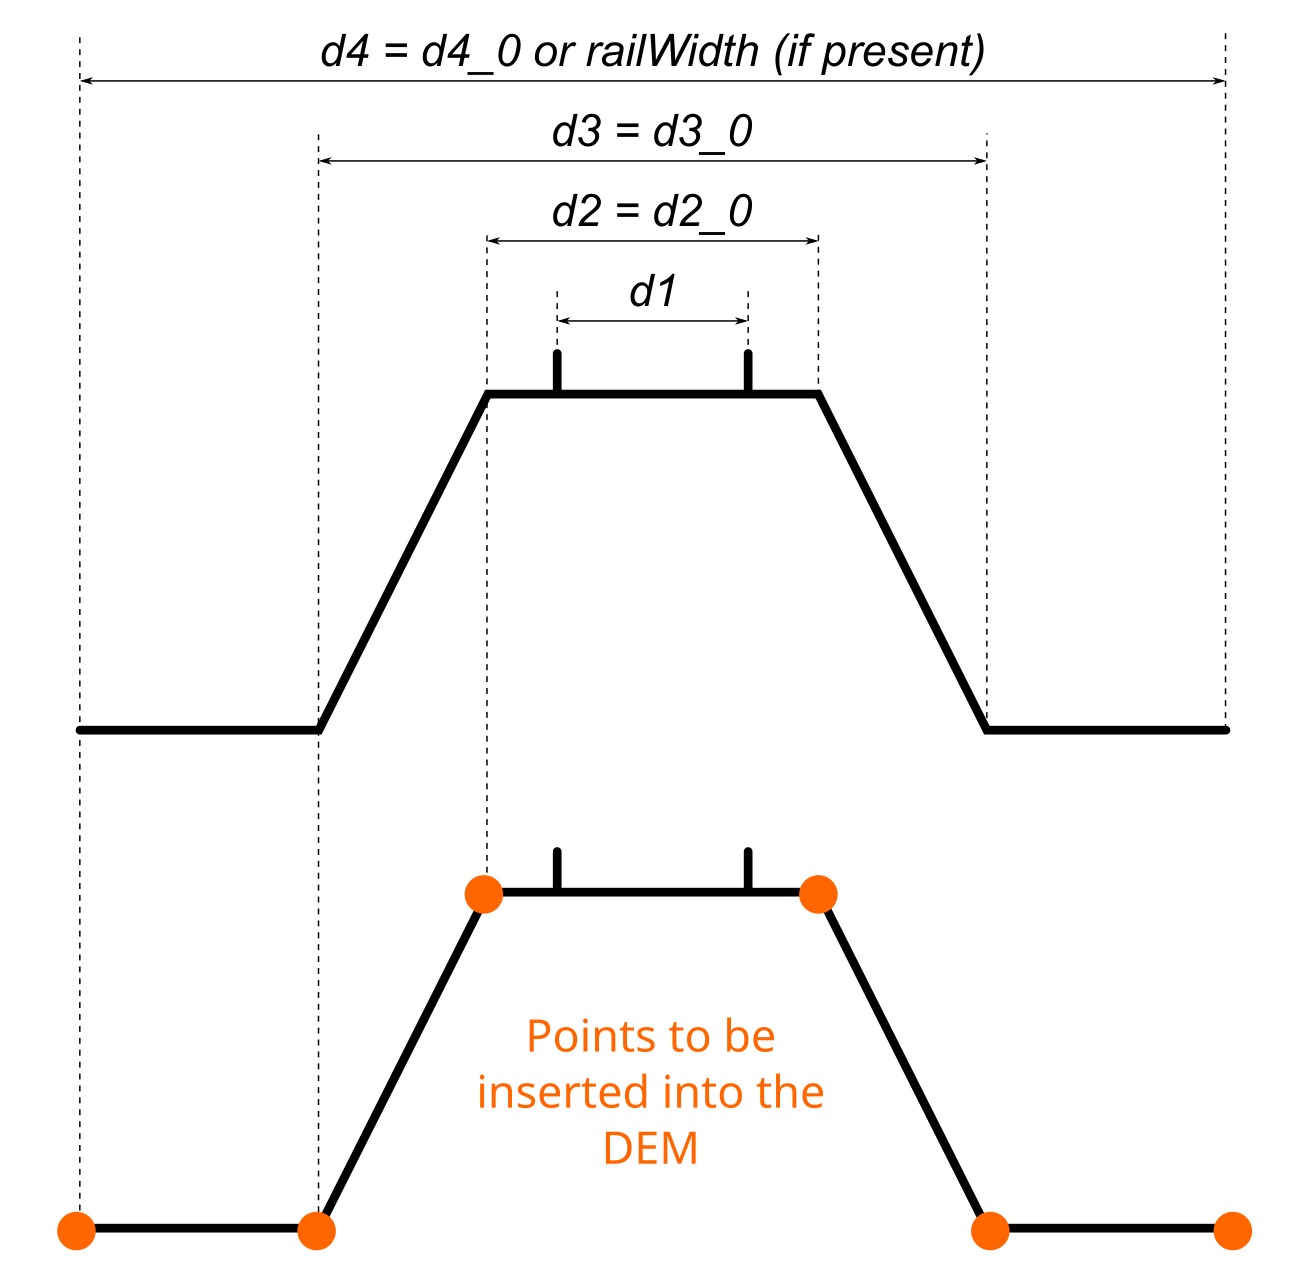 d4 = d4_0 or railWidth (if present)
d3 = d3_0
d2 = d2_0
d1
Points to be
inserted into the
DEM